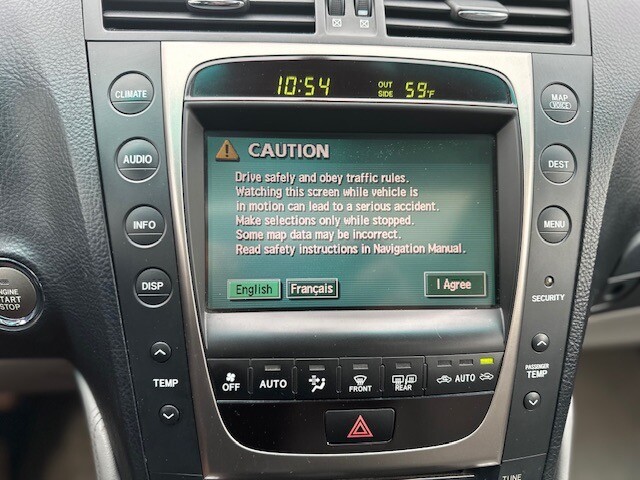 10:54 OUT SIDE 59°F
CLIMATE
AUDIO
INFO
DISP
ENGINE
START
STOP
TEMP
MAP
VOICE
DEST
MENU
SECURITY
PASSENGER
TEMP
CAUTION
Drive safely and obey traffic rules.
Watching this screen while vehicle is
in motion can lead to a serious accident.
Make selections only while stopped.
Some map data may be incorrect.
Read safety instructions in Navigation Manual.
English Français I Agree
OFF AUTO FRONT REAR AUTO
TUNE